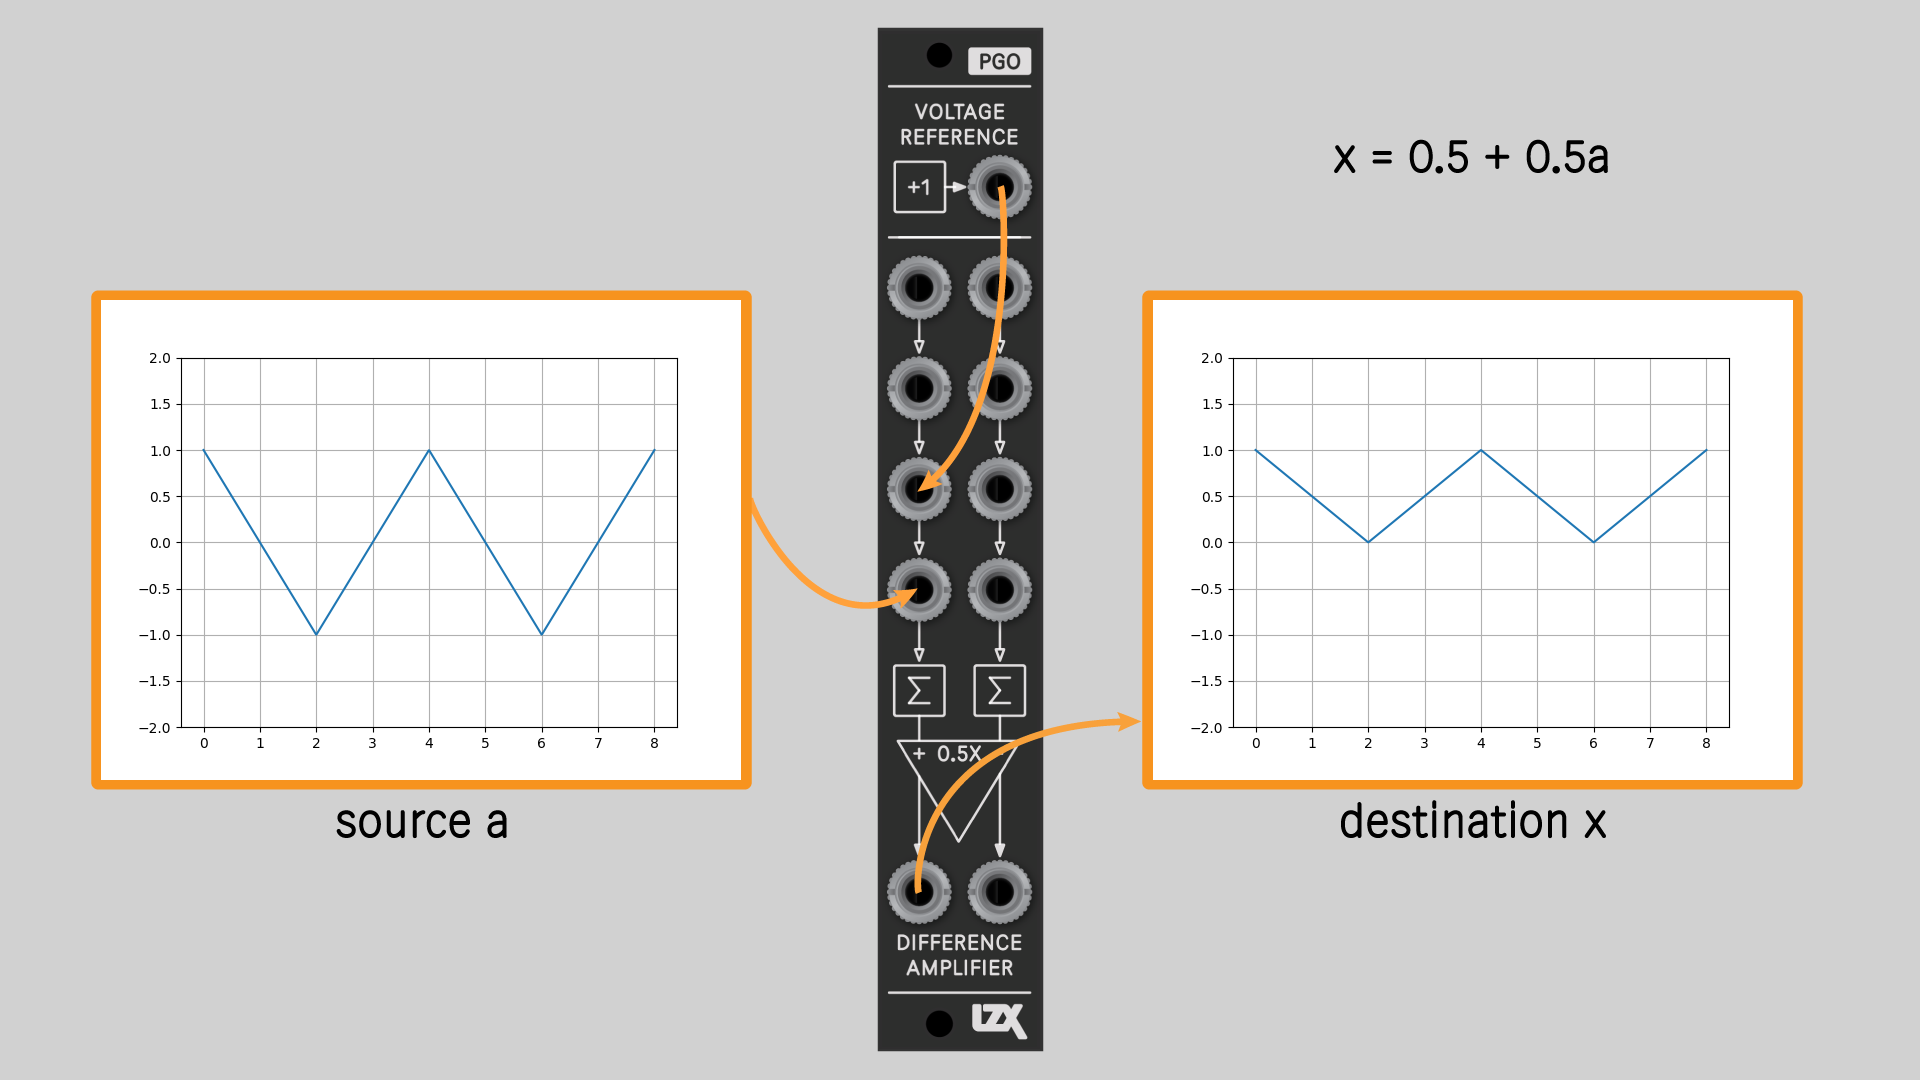 PGO
VOLTAGE
REFERENCE
+1
x = 0.5 + 0.5a
2.0
1.5
1.0
0.5
0.0
−0.5
−1.0
−1.5
−2.0
0 1 2 3 4 5 6 7 8
source a
2.0
1.5
1.0
0.5
0.0
−0.5
−1.0
−1.5
−2.0
0 1 2 3 4 5 6 7 8
destination x
Σ Σ
+ 0.5X
DIFFERENCE
AMPLIFIER
LZX